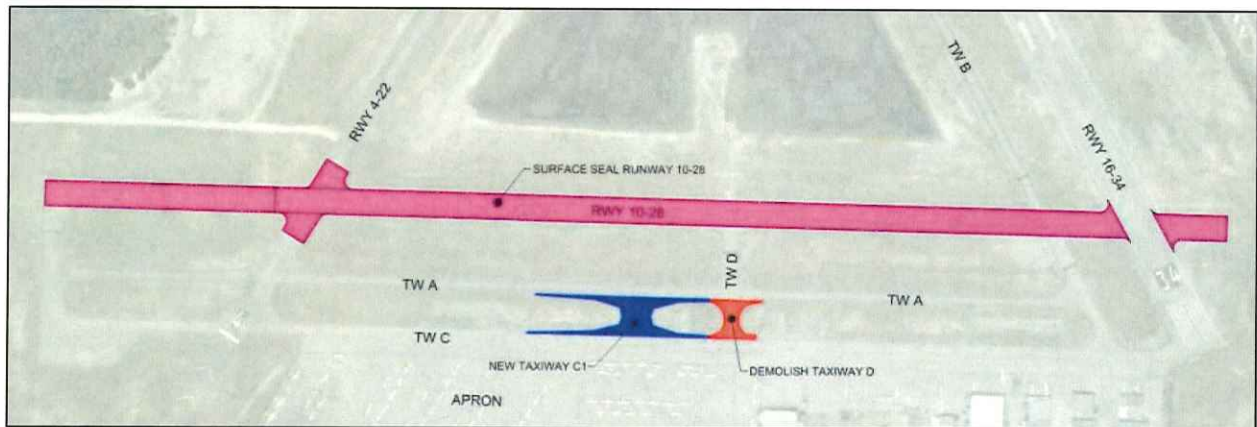 TW B
RWY 4-22
RWY 16-34
SURFACE SEAL RUNWAY 10-28
RWY 10-28
TW D
TW A
TW A
TW C
NEW TAXIWAY C1
DEMOLISH TAXIWAY D
APRON